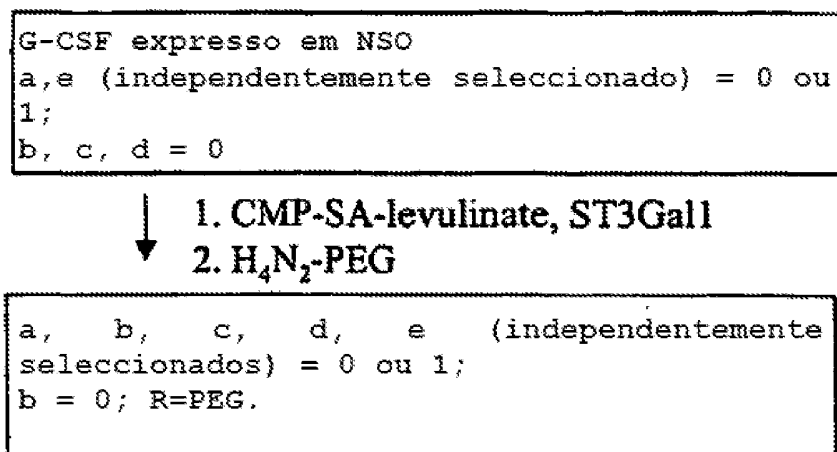 G-CSF expresso em NSO
a,e (independentemente seleccionado) = 0 ou
1;
b, c, d = 0
1. CMP-SA-levulinate, ST3Gal1
2. H₄N₂-PEG
a, b, c, d, e (independentemente
seleccionados) = 0 ou 1;
b = 0; R=PEG.